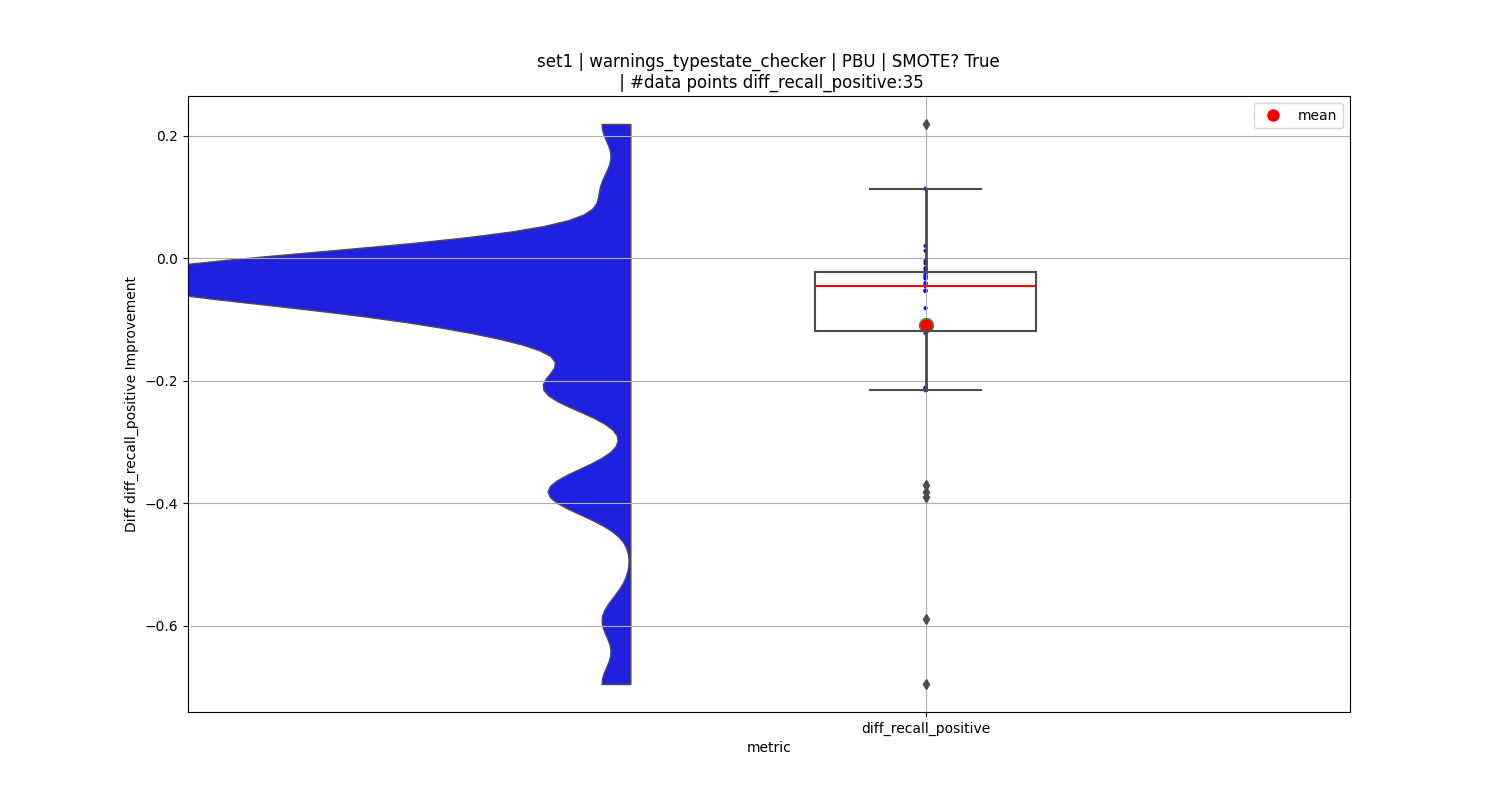 set1 | warnings_typestate_checker | PBU | SMOTE? True
| #data points diff_recall_positive:35
mean
0.2
0.0
−0.2
−0.4
−0.6
Diff diff_recall_positive Improvement
diff_recall_positive
metric